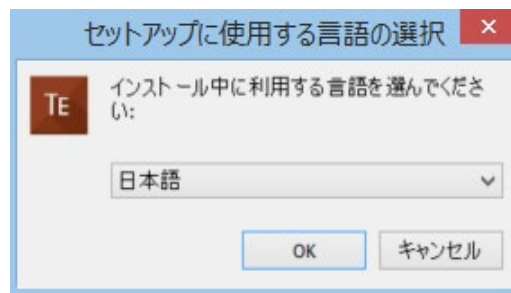 セットアップに使用する言語の選択
TE
インストール中に利用する言語を選んでくださ
い:
日本語
OK
キャンセル